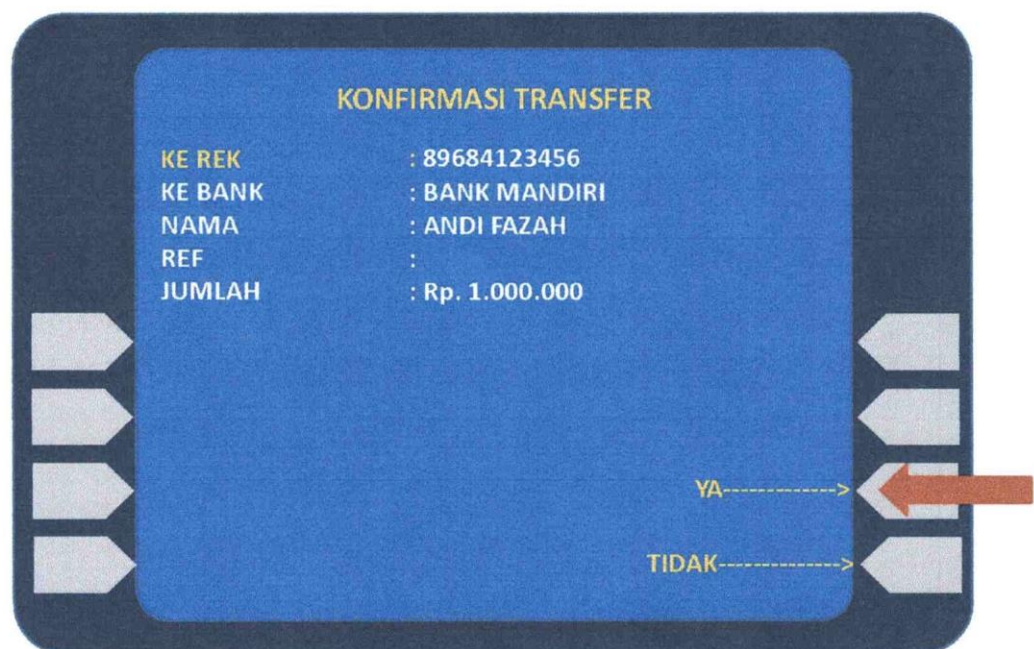 KONFIRMASI TRANSFER
KE REK : 89684123456
KE BANK : BANK MANDIRI
NAMA : ANDI FAZAH
REF :
JUMLAH : Rp. 1.000.000
YA------------->
TIDAK------------->